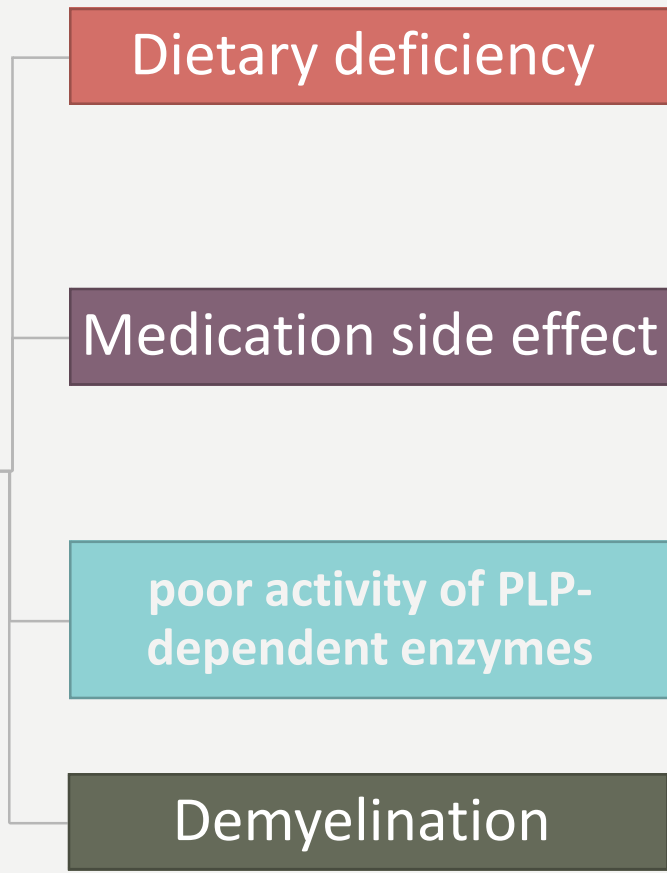 Dietary deficiency
Medication side effect
poor activity of PLP-
dependent enzymes
Demyelination